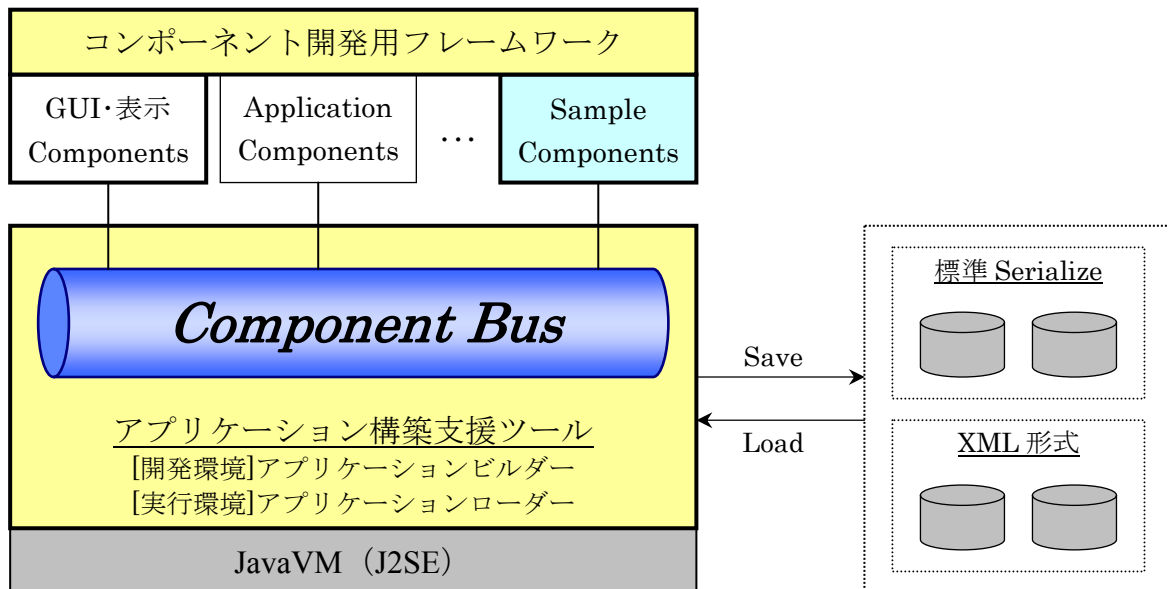 コンポーネント開発用フレームワーク
GUI･表示
Components
Application
Components
…
Sample
Components
Component Bus
アプリケーション構築支援ツール
[開発環境]アプリケーションビルダー
[実行環境]アプリケーションローダー
JavaVM（J2SE）
Save
Load
標準 Serialize
XML 形式